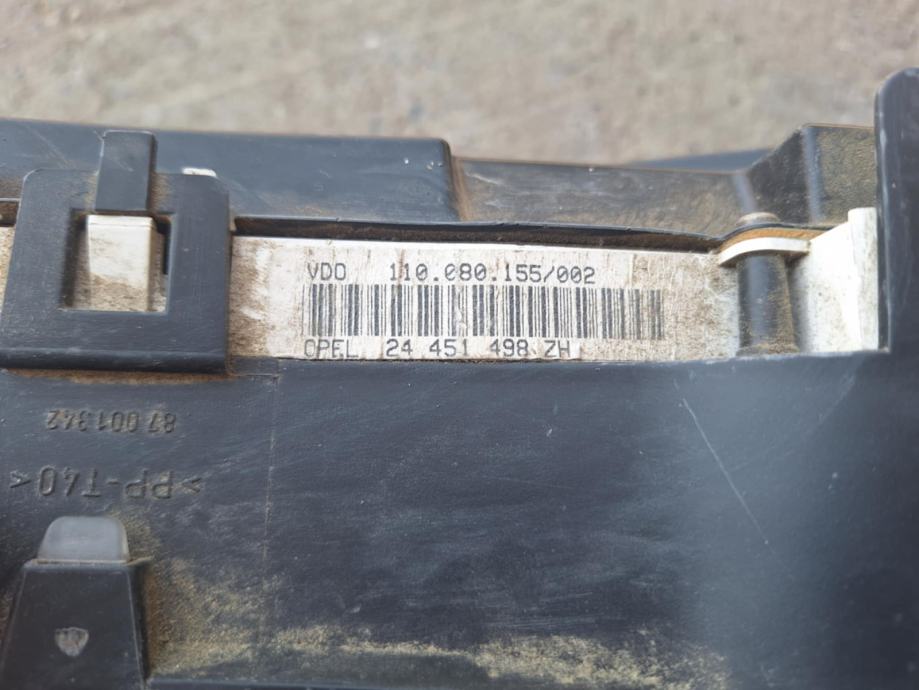 VDO 110.080.155/002
OPEL 24 451 498 ZH
87 001 342
>PP-T40<